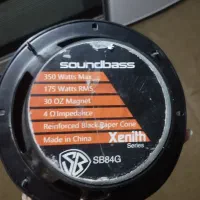 soundbass
350 Watts Max
175 Watts RMS
30 OZ Magnet
4 Ω Impedance
Reinforced Black Paper Cone
Made in China
Xenith
Series
SB SB84G